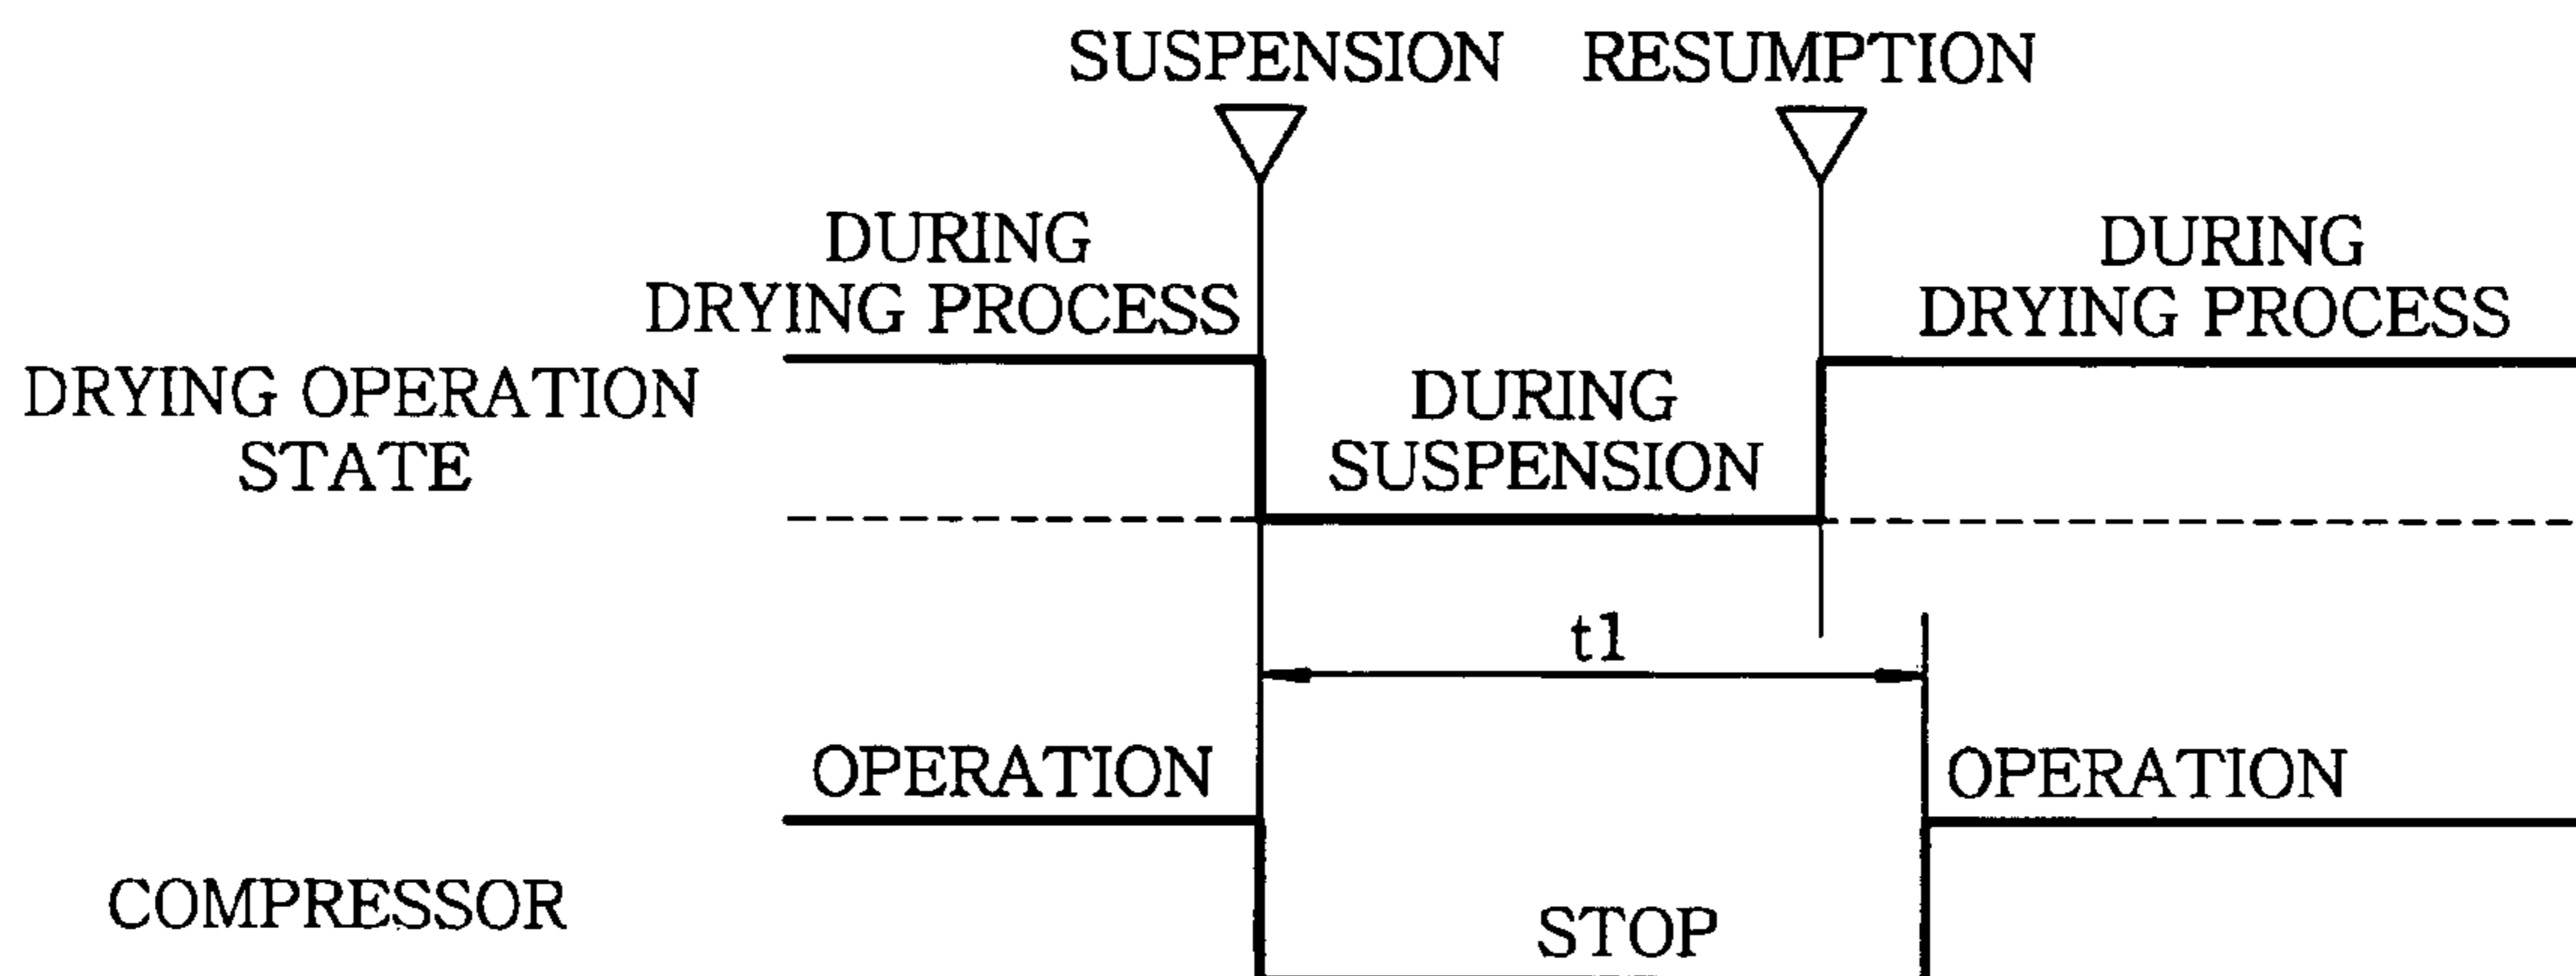 SUSPENSION RESUMPTION
DURING
DRYING PROCESS
DURING
DRYING PROCESS
DRYING OPERATION
STATE
DURING
SUSPENSION
t1
OPERATION
OPERATION
COMPRESSOR
STOP